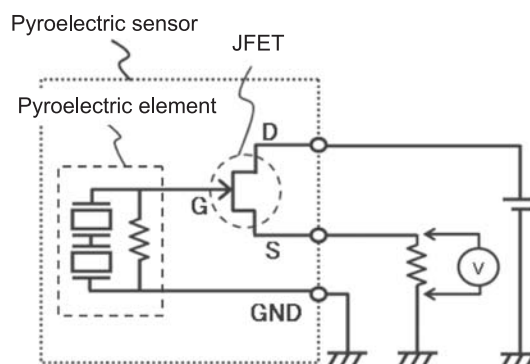 Pyroelectric sensor
JFET
Pyroelectric element
D
G
S
V
GND